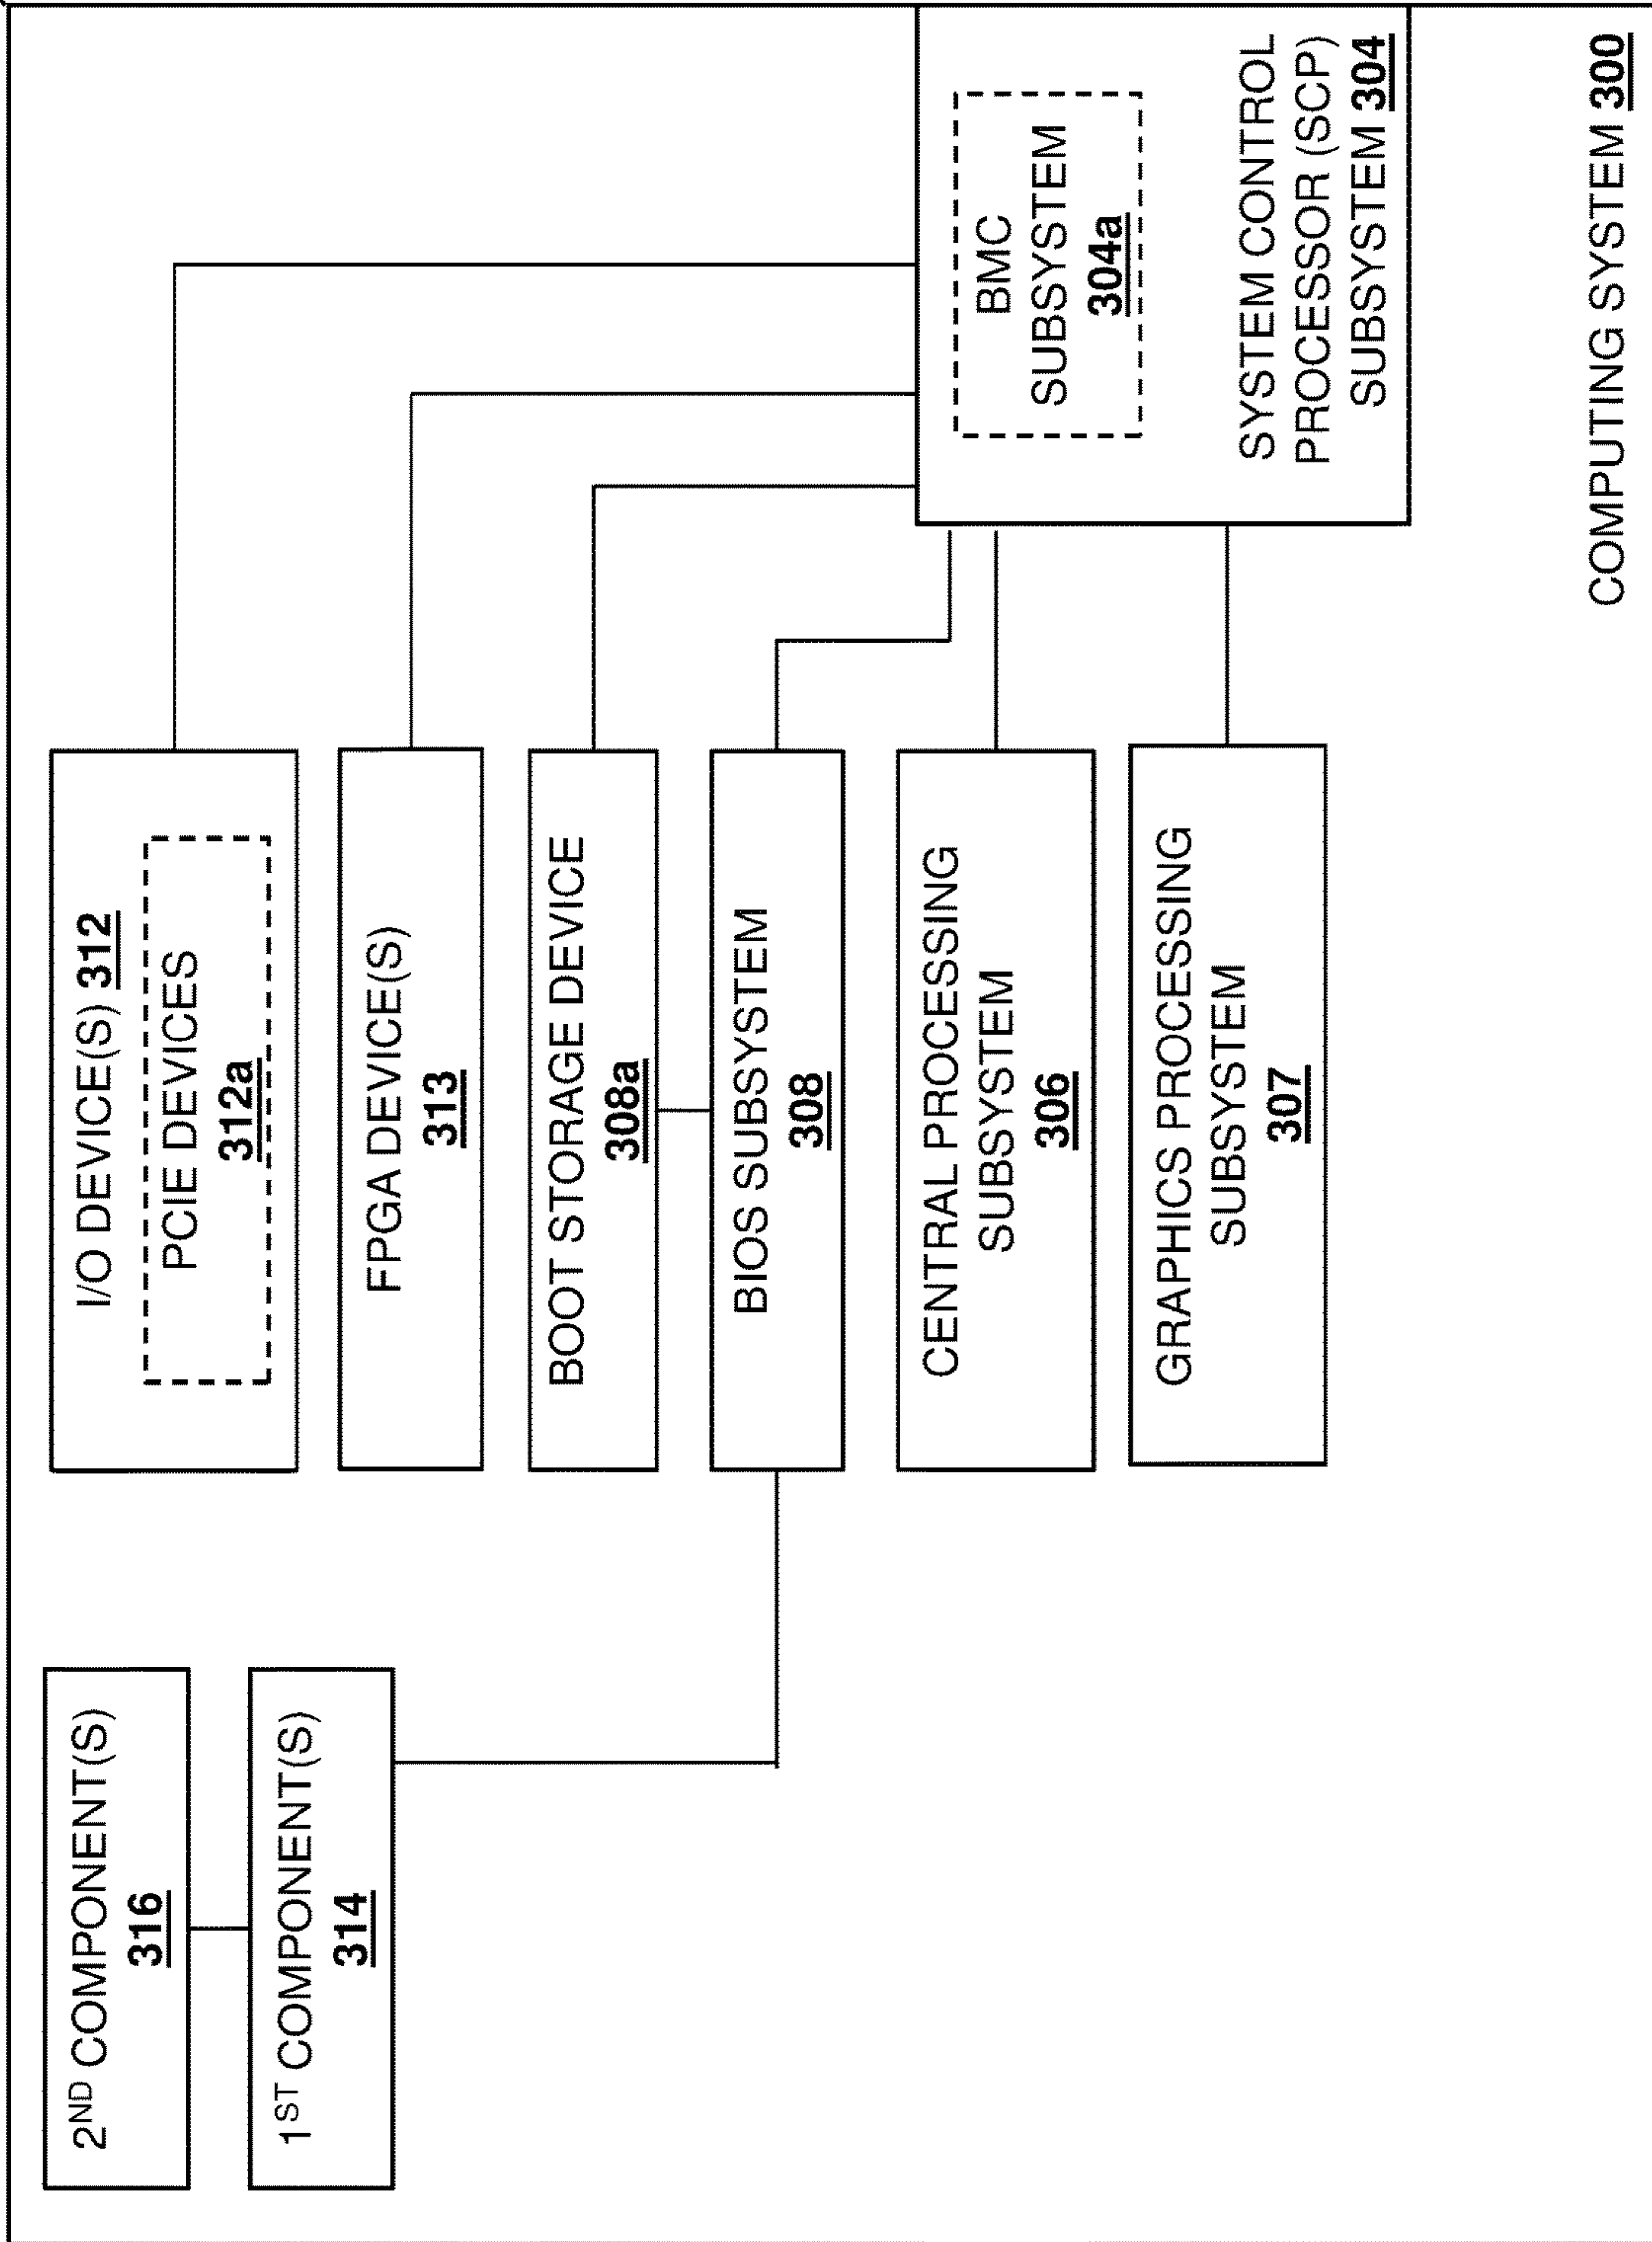 2ND COMPONENT(S)
316
1ST COMPONENT(S)
314
I/O DEVICE(S) 312
PCIE DEVICES
312a
FPGA DEVICE(S)
313
BOOT STORAGE DEVICE
308a
BIOS SUBSYSTEM
308
CENTRAL PROCESSING
SUBSYSTEM
306
GRAPHICS PROCESSING
SUBSYSTEM
307
BMC
SUBSYSTEM
304a
SYSTEM CONTROL
PROCESSOR (SCP)
SUBSYSTEM 304
COMPUTING SYSTEM 300